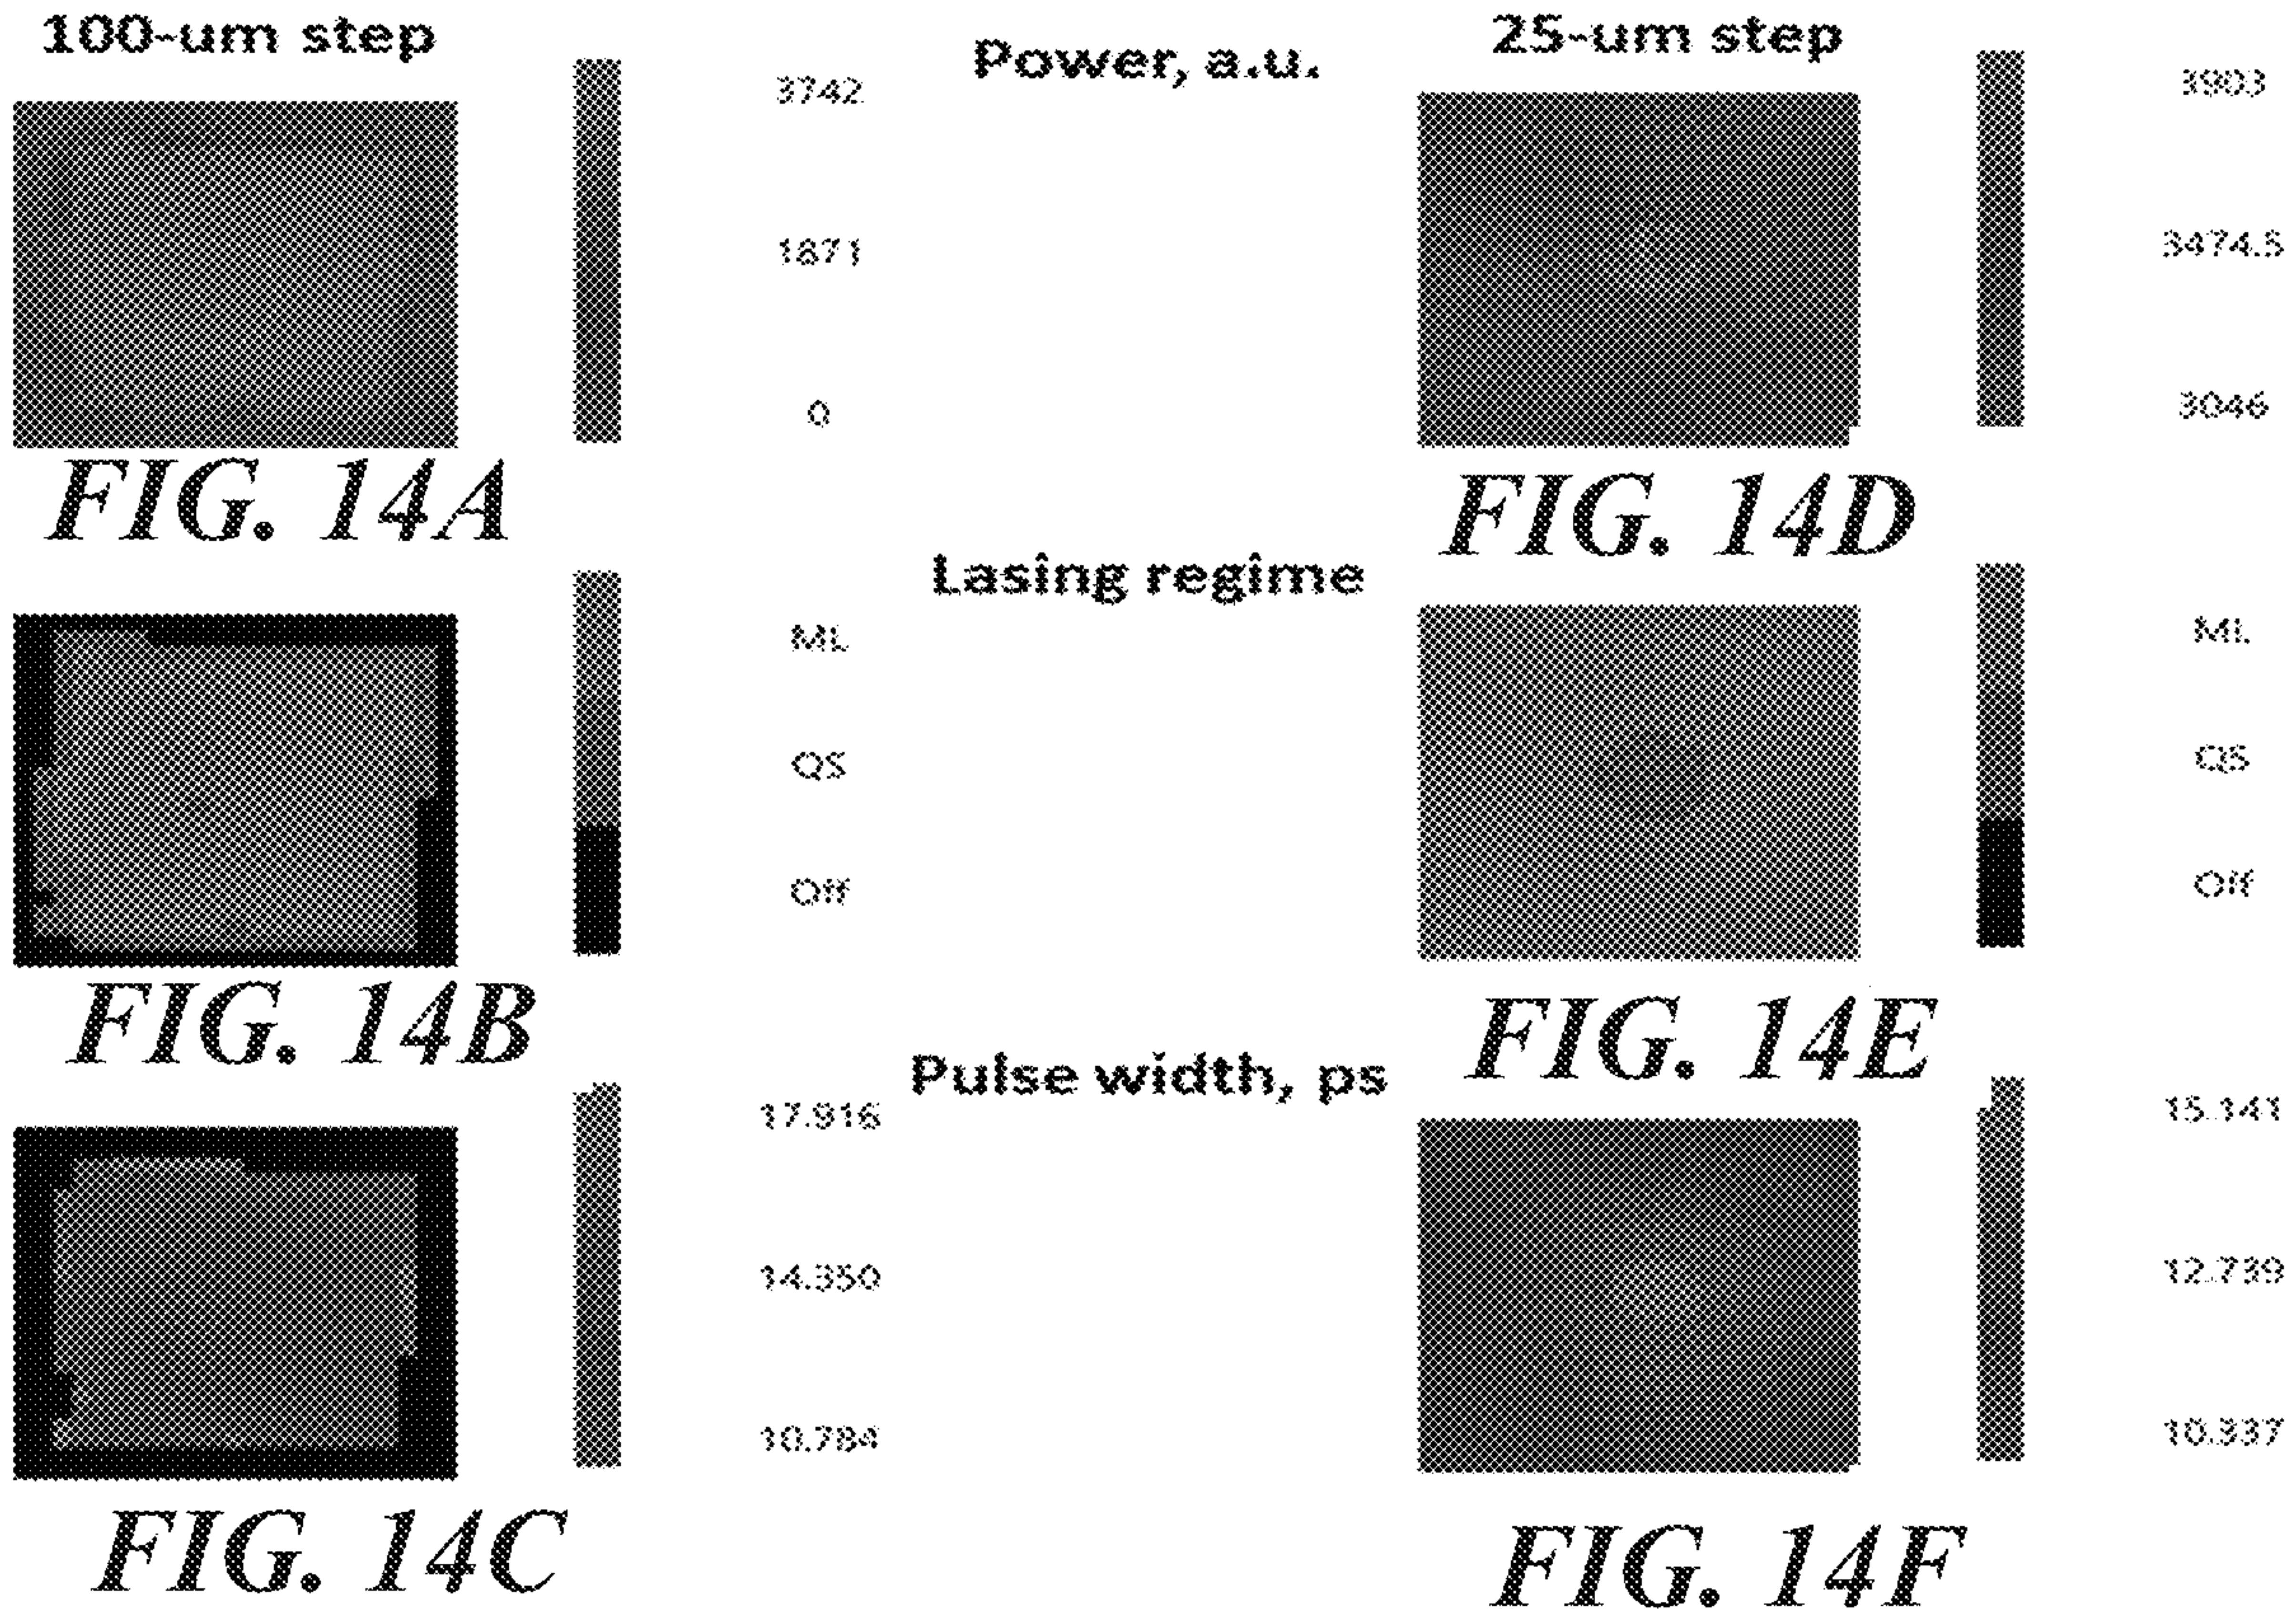 100-um step
Power, a.u.
25-um step
3742
1871
0
3903
3474.5
3046
FIG. 14A
FIG. 14D
Lasing regime
ML
QS
Off
ML
QS
Off
FIG. 14B
FIG. 14E
Pulse width, ps
17.916
14.350
10.784
15.141
12.739
10.337
FIG. 14C
FIG. 14F